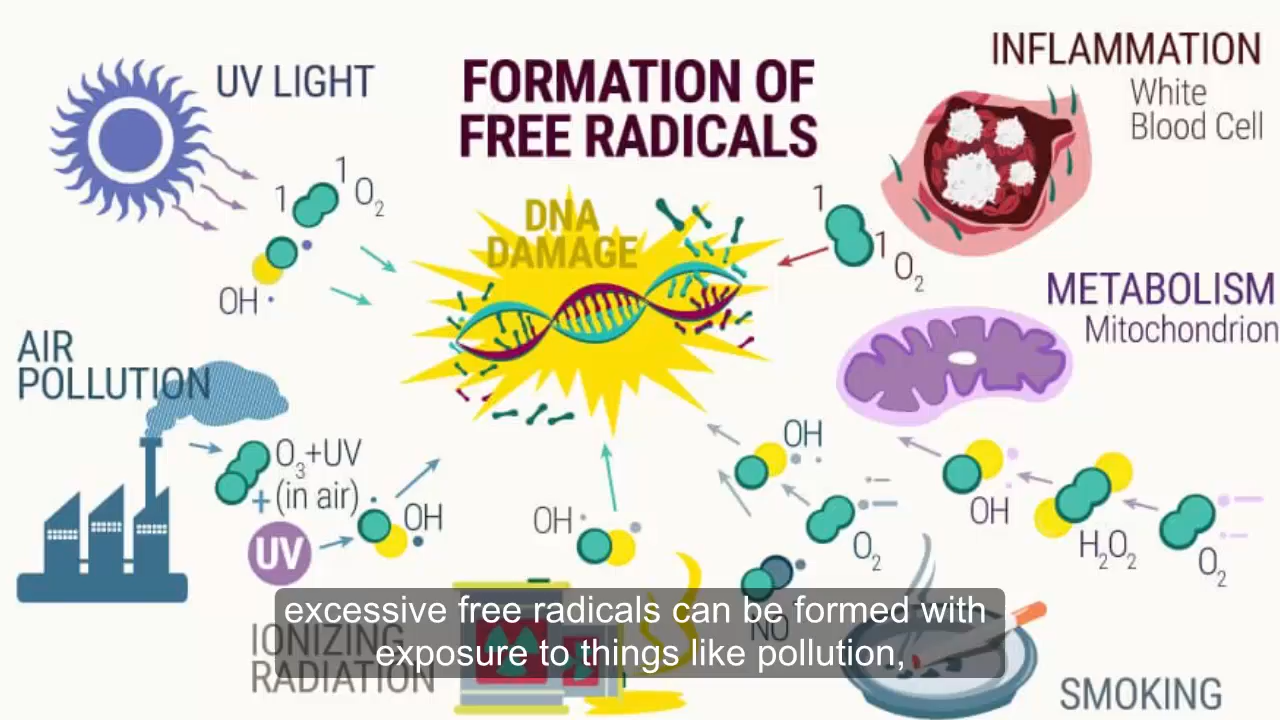 FORMATION OF
FREE RADICALS
UV LIGHT
1
1
O2
OH
DNA
DAMAGE
INFLAMMATION
White
Blood Cell
1
1
O2
METABOLISM
Mitochondrion
AIR
POLLUTION
O3+UV
+ (in air)
UV
OH
OH
OH
O2
NO
OH
H2O2
O2
excessive free radicals can be formed with
exposure to things like pollution,
IONIZING
RADIATION
SMOKING